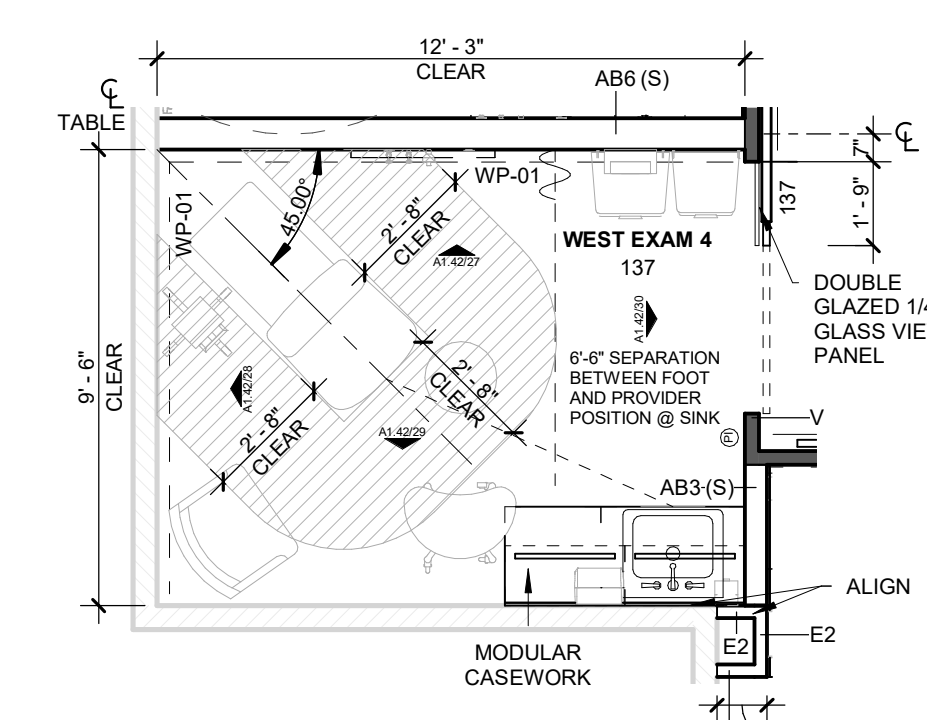 12' - 3"
CLEAR
AB6 (S)
℄
TABLE
℄
7"
1' - 9"
137
WP-01
WP-01
45.00°
2' - 8"
CLEAR
A1.42/27
WEST EXAM 4
137
A1.42/30
DOUBLE
GLAZED 1/4
GLASS VIE
PANEL
9' - 6"
CLEAR
6'-6" SEPARATION
BETWEEN FOOT
AND PROVIDER
POSITION @ SINK
A1.42/28
2' - 8"
CLEAR
2' - 8"
CLEAR
A1.42/29
V
AB3 (S)
ALIGN
E2
E2
MODULAR
CASEWORK